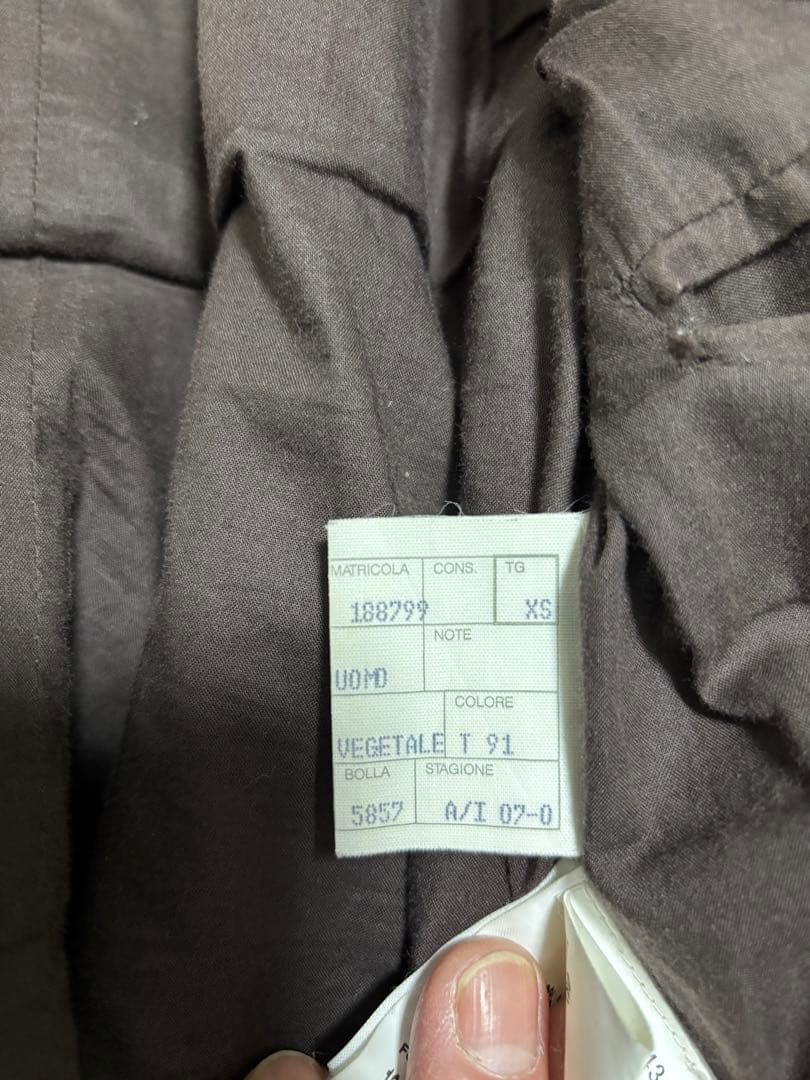 MATRICOLA CONS. TG
188799 XS
NOTE
UOMO
COLORE
VEGETALE T 91
BOLLA STAGIONE
5857 A/I 07-0